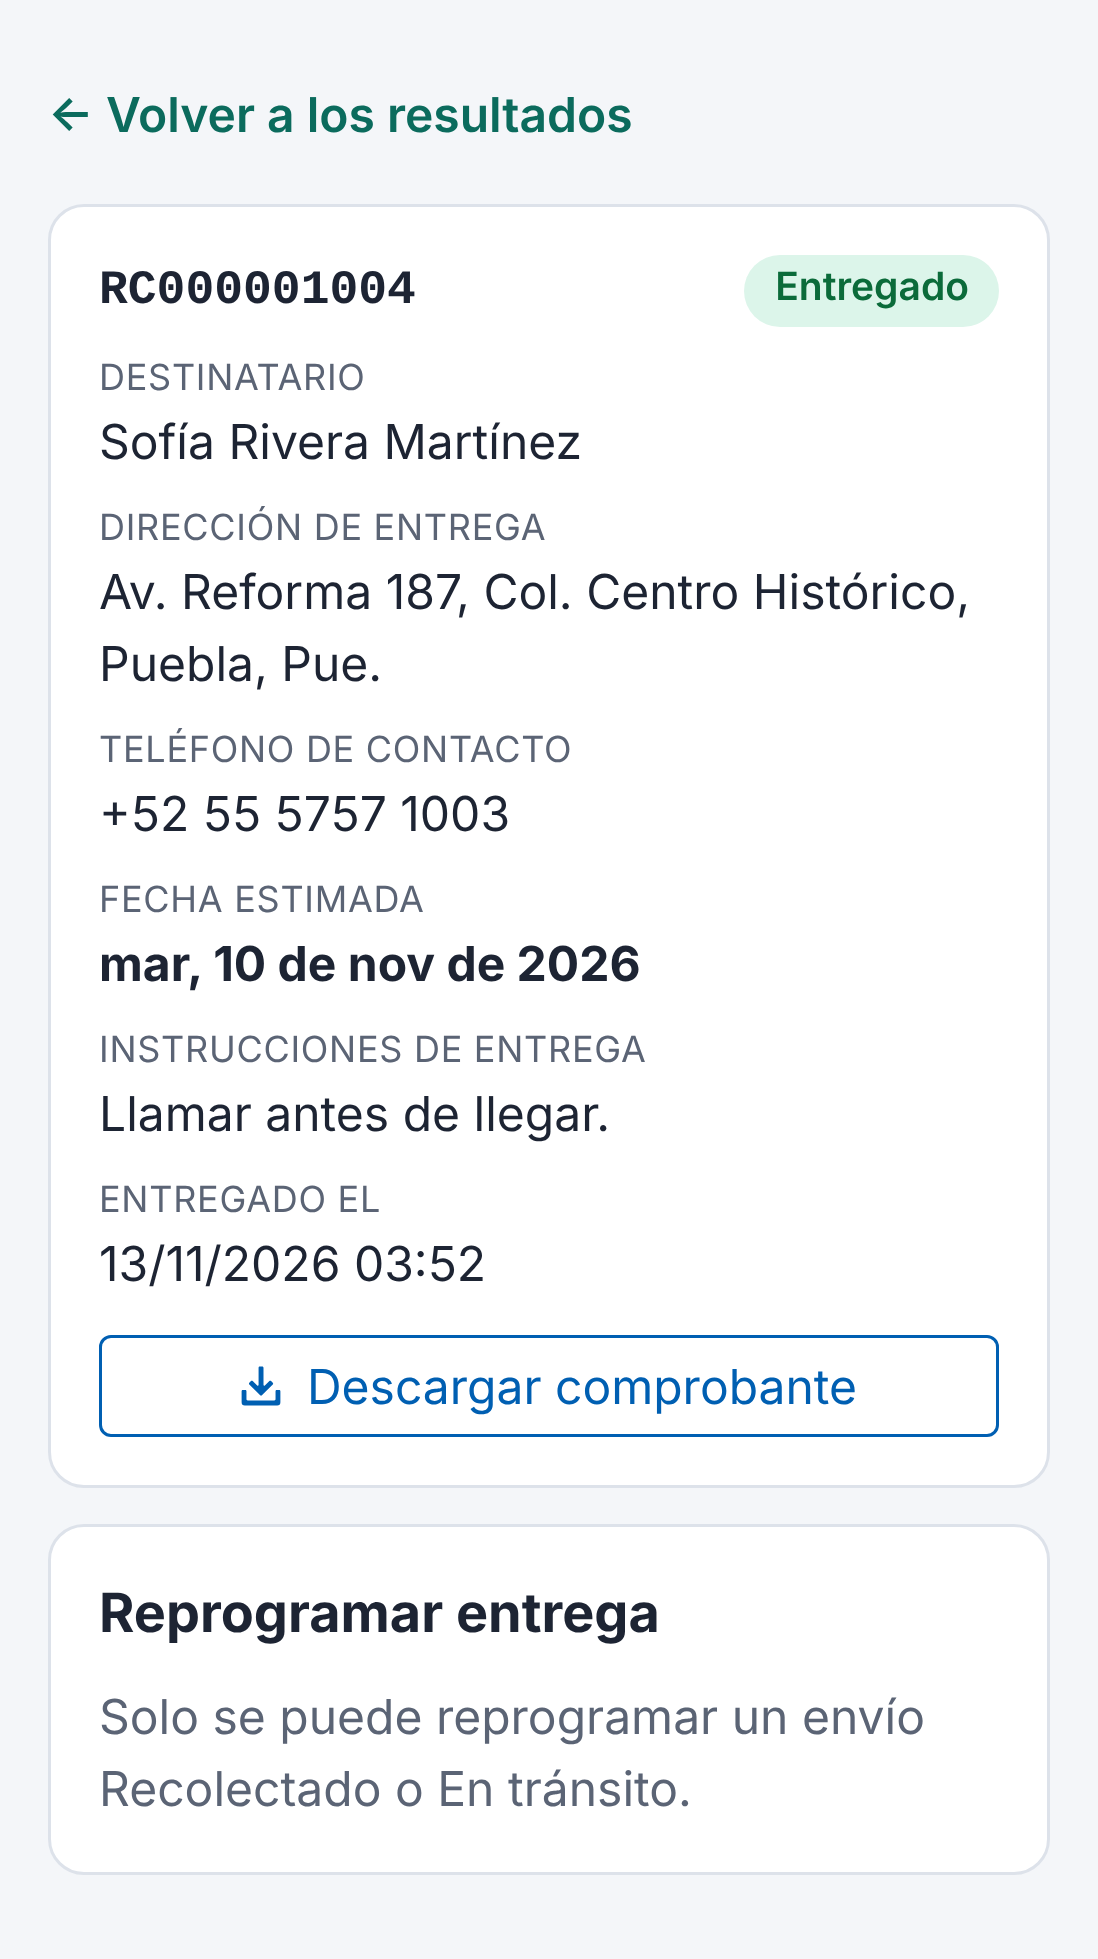 ← Volver a los resultados
RC000001004
Entregado
DESTINATARIO
Sofía Rivera Martínez
DIRECCIÓN DE ENTREGA
Av. Reforma 187, Col. Centro Histórico,
Puebla, Pue.
TELÉFONO DE CONTACTO
+52 55 5757 1003
FECHA ESTIMADA
mar, 10 de nov de 2026
INSTRUCCIONES DE ENTREGA
Llamar antes de llegar.
ENTREGADO EL
13/11/2026 03:52
Descargar comprobante
Reprogramar entrega
Solo se puede reprogramar un envío
Recolectado o En tránsito.